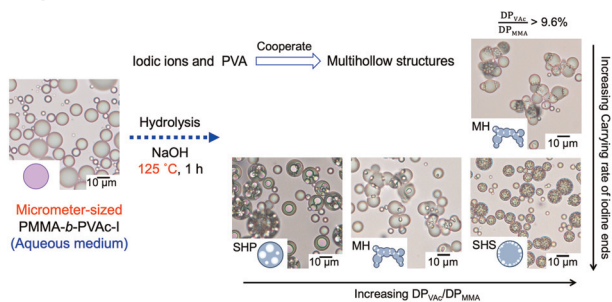 DP_VAc / DP_MMA > 9.6%
Iodic ions and PVA
Cooperate
Multihollow structures
MH
10 µm
Hydrolysis
NaOH
125 ˚C, 1 h
10 µm
Micrometer-sized
PMMA-b-PVAc-I
(Aqueous medium)
SHP
10 µm
MH
10 µm
SHS
10 µm
Increasing DP_VAc/DP_MMA
Increasing Carrying rate of iodine ends